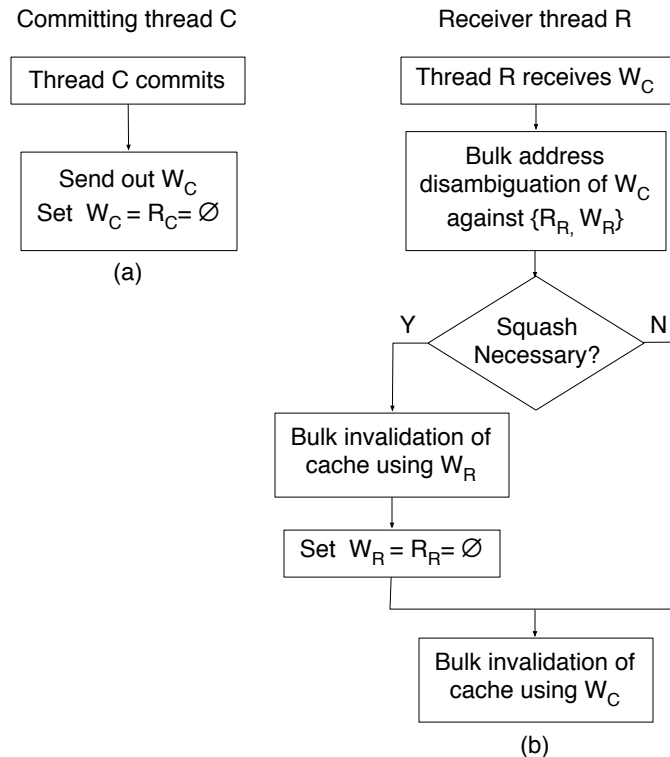 Committing thread C
Thread C commits
Send out W_C
Set W_C = R_C = ∅
(a)
Receiver thread R
Thread R receives W_C
Bulk address
disambiguation of W_C
against {R_R, W_R}
Squash
Necessary?
Y
N
Bulk invalidation of
cache using W_R
Set W_R = R_R = ∅
Bulk invalidation of
cache using W_C
(b)